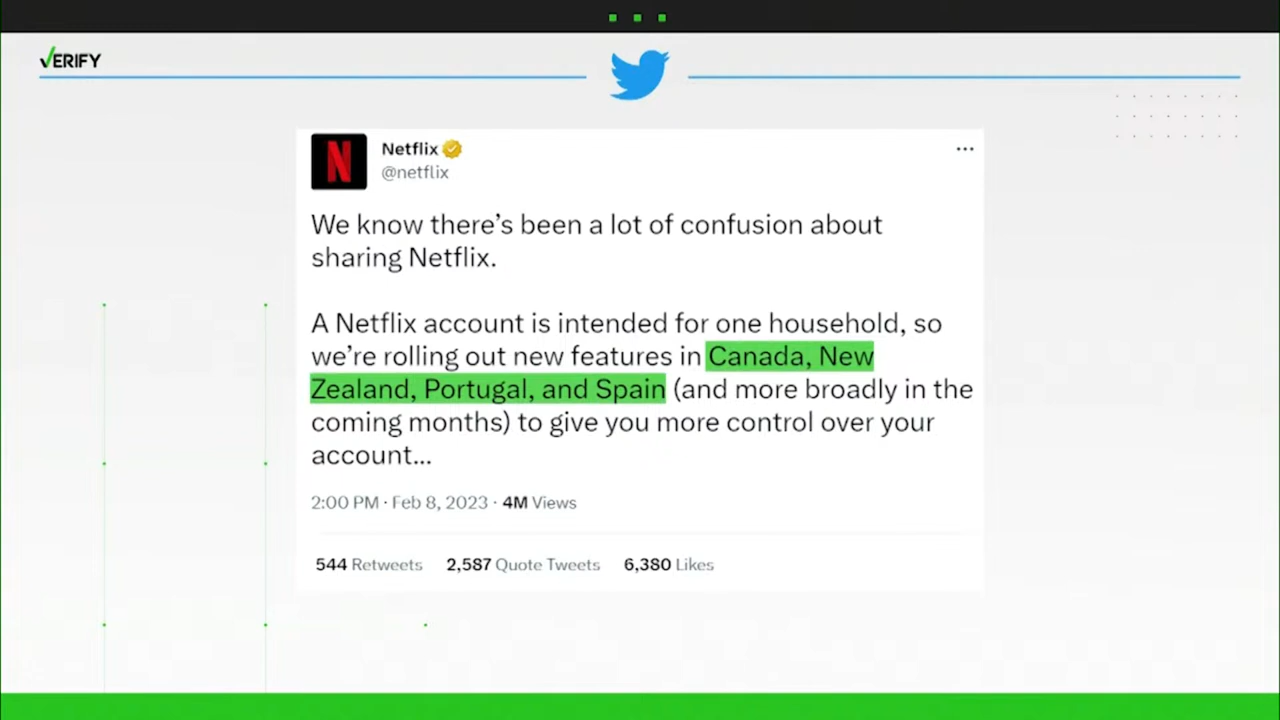 VERIFY
Netflix
@netflix
We know there’s been a lot of confusion about
sharing Netflix.
A Netflix account is intended for one household, so
we’re rolling out new features in Canada, New
Zealand, Portugal, and Spain (and more broadly in the
coming months) to give you more control over your
account...
2:00 PM · Feb 8, 2023 · 4M Views
544 Retweets 2,587 Quote Tweets 6,380 Likes